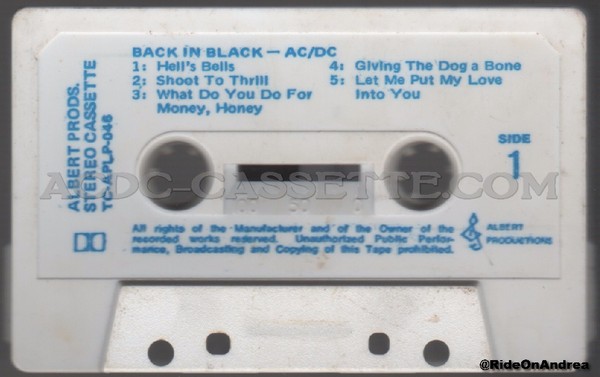 BACK IN BLACK — AC/DC
1: Hell's Bells
2: Shoot To Thrill
3: What Do You Do For
Money, Honey
4: Giving The Dog a Bone
5: Let Me Put My Love
Into You
ALBERT PRODS.
STEREO CASSETTE
TC-APLP-046
SIDE
1
AC/DC-CASSETTE.COM
All rights of the Manufacturer and of the Owner of the
recorded works reserved. Unauthorized Public Perfor-
mance, Broadcasting and Copying of this Tape prohibited.
ALBERT
PRODUCTIONS
@RideOnAndrea